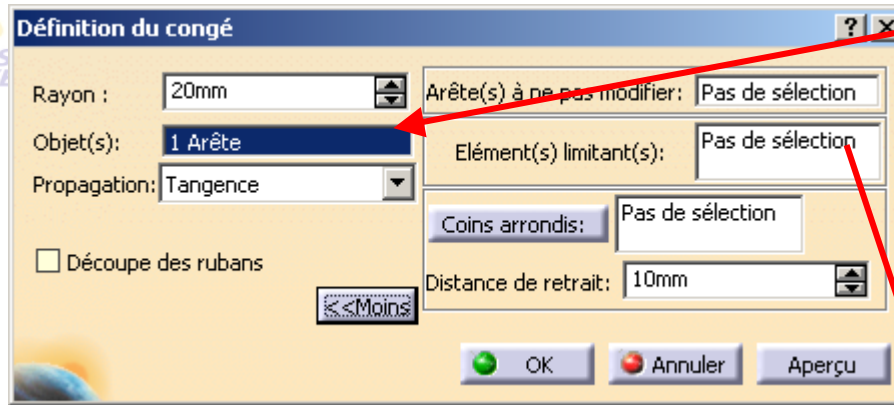 Définition du congé
Rayon : 20mm
Objet(s): 1 Arête
Propagation: Tangence
Découpe des rubans
<<Moins
Arête(s) à ne pas modifier: Pas de sélection
Elément(s) limitant(s): Pas de sélection
Coins arrondis: Pas de sélection
Distance de retrait: 10mm
OK Annuler Aperçu